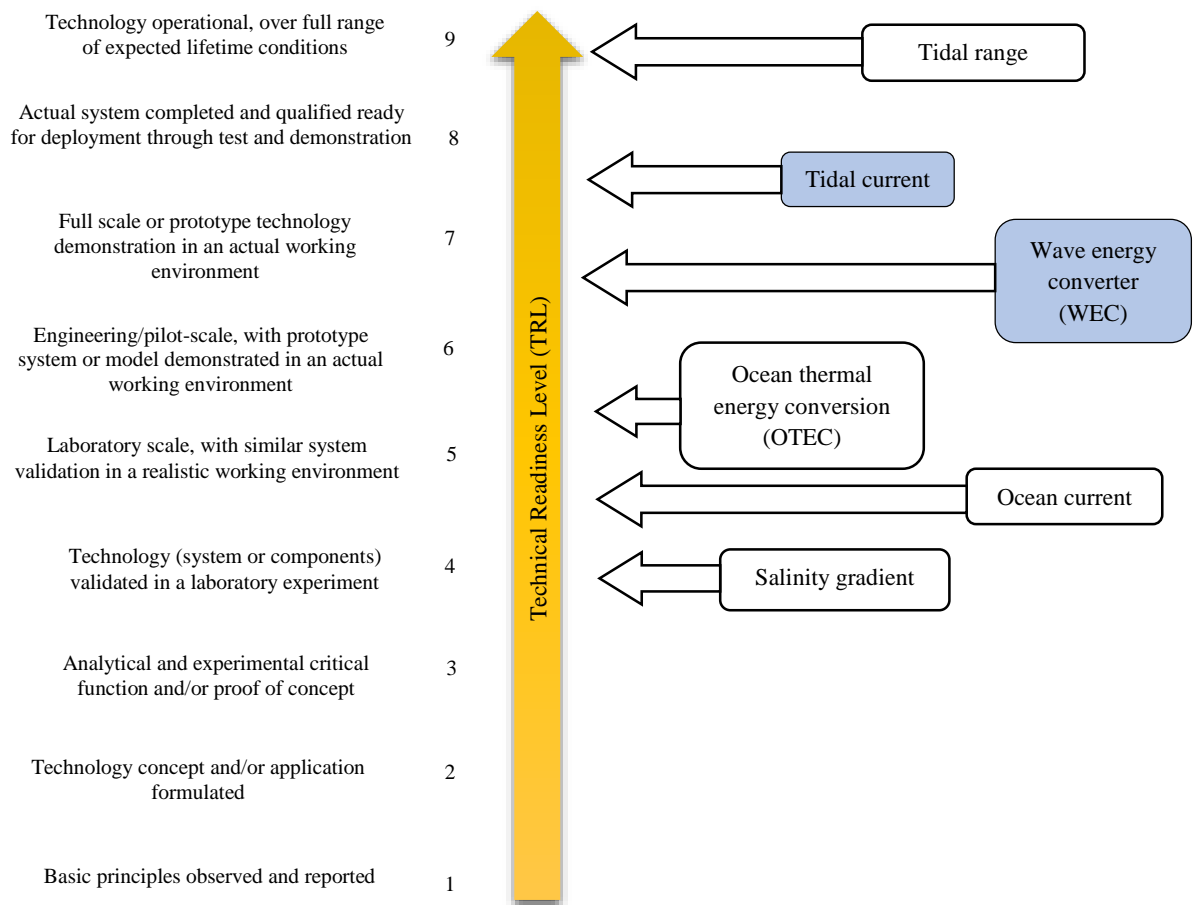 Technology operational, over full range
of expected lifetime conditions
9
Tidal range
Actual system completed and qualified ready
for deployment through test and demonstration
8
Tidal current
Full scale or prototype technology
demonstration in an actual working
environment
7
Wave energy
converter
(WEC)
Engineering/pilot-scale, with prototype
system or model demonstrated in an actual
working environment
6
Technical Readiness Level (TRL)
Ocean thermal
energy conversion
(OTEC)
Laboratory scale, with similar system
validation in a realistic working environment
5
Ocean current
Technology (system or components)
validated in a laboratory experiment
4
Salinity gradient
Analytical and experimental critical
function and/or proof of concept
3
Technology concept and/or application
formulated
2
Basic principles observed and reported
1